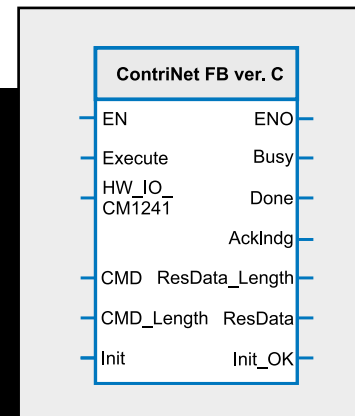 ContriNet FB ver. C
EN ENO
Execute Busy
HW_IO_
CM1241 Done
AckIndg
CMD ResData_Length
CMD_Length ResData
Init Init_OK